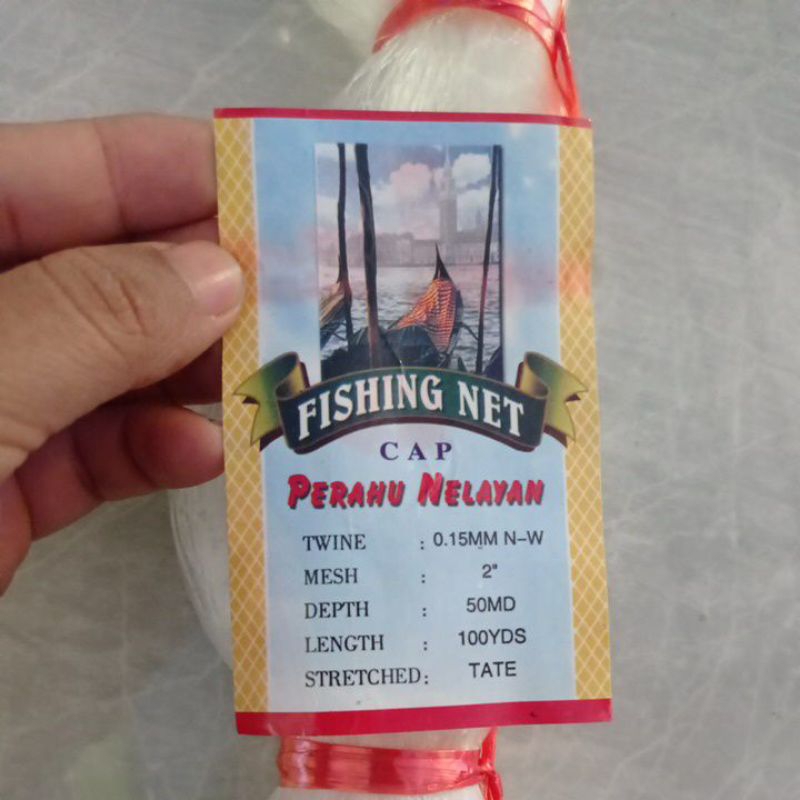 FISHING NET
CAP
PERAHU NELAYAN
TWINE : 0.15MM N-W
MESH : 2"
DEPTH : 50MD
LENGTH : 100YDS
STRETCHED: TATE